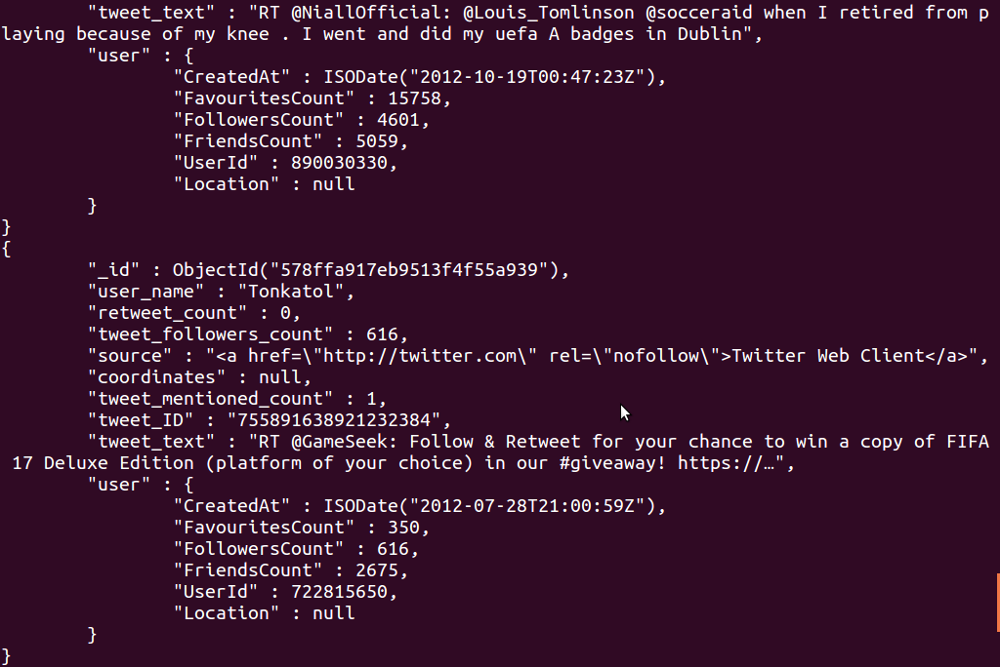 "tweet_text" : "RT @NiallOfficial: @Louis_Tomlinson @socceraid when I retired from p
laying because of my knee . I went and did my uefa A badges in Dublin",
"user" : {
"CreatedAt" : ISODate("2012-10-19T00:47:23Z"),
"FavouritesCount" : 15758,
"FollowersCount" : 4601,
"FriendsCount" : 5059,
"UserId" : 890030330,
"Location" : null
}
}
{
"_id" : ObjectId("578ffa917eb9513f4f55a939"),
"user_name" : "Tonkatol",
"retweet_count" : 0,
"tweet_followers_count" : 616,
"source" : "<a href=\"http://twitter.com\" rel=\"nofollow\">Twitter Web Client</a>",
"coordinates" : null,
"tweet_mentioned_count" : 1,
"tweet_ID" : "755891638921232384",
"tweet_text" : "RT @GameSeek: Follow & Retweet for your chance to win a copy of FIFA
17 Deluxe Edition (platform of your choice) in our #giveaway! https://…",
"user" : {
"CreatedAt" : ISODate("2012-07-28T21:00:59Z"),
"FavouritesCount" : 350,
"FollowersCount" : 616,
"FriendsCount" : 2675,
"UserId" : 722815650,
"Location" : null
}
}